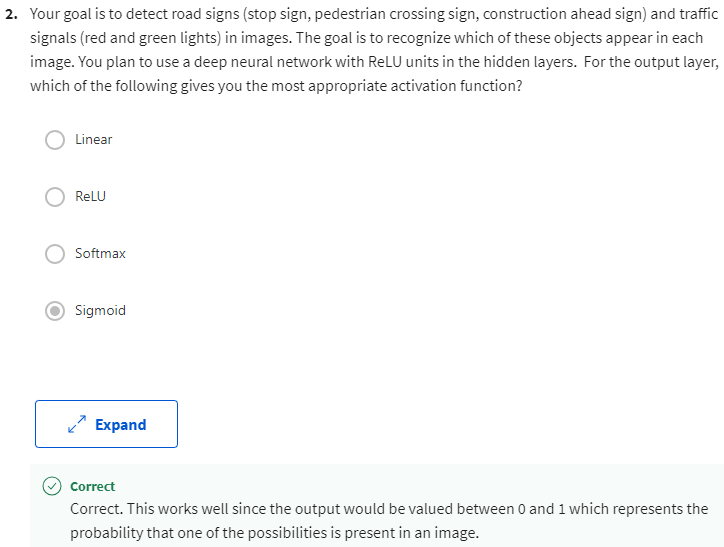 2. Your goal is to detect road signs (stop sign, pedestrian crossing sign, construction ahead sign) and traffic
signals (red and green lights) in images. The goal is to recognize which of these objects appear in each
image. You plan to use a deep neural network with ReLU units in the hidden layers. For the output layer,
which of the following gives you the most appropriate activation function?
Linear
ReLU
Softmax
Sigmoid
Expand
Correct
Correct. This works well since the output would be valued between 0 and 1 which represents the
probability that one of the possibilities is present in an image.